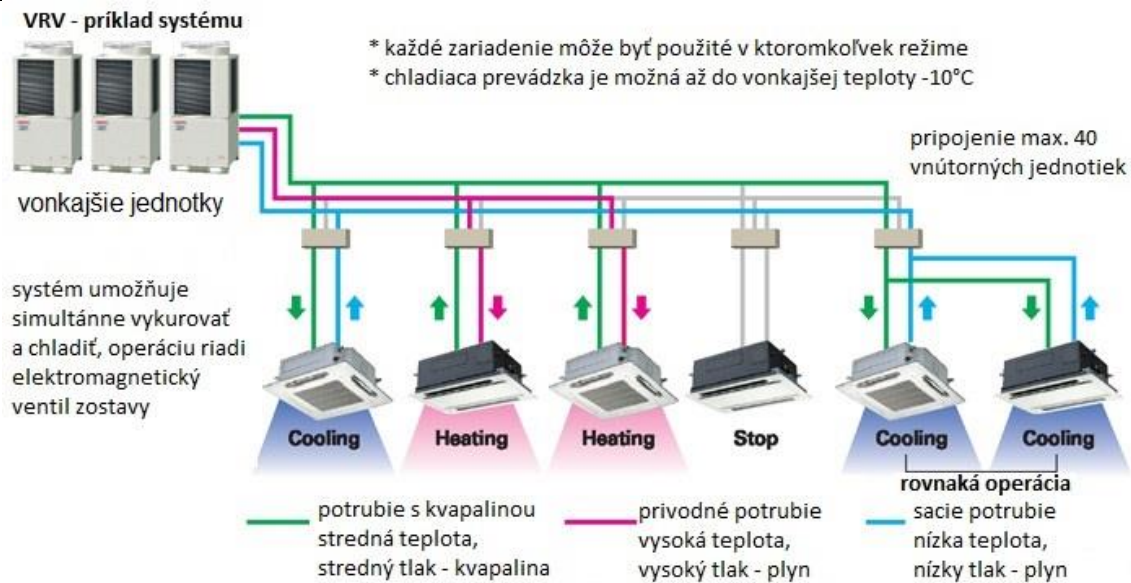 VRV - príklad systému
* každé zariadenie môže byť použité v ktoromkoľvek režime
* chladiaca prevádzka je možná až do vonkajšej teploty -10°C
pripojenie max. 40
vnútorných jednotiek
vonkajšie jednotky
systém umožňuje
simultánne vykurovať
a chladiť, operáciu riadi
elektromagnetický
ventil zostavy
Cooling
Heating
Heating
Stop
Cooling
Cooling
rovnaká operácia
potrubie s kvapalinou
stredná teplota,
stredný tlak - kvapalina
privodné potrubie
vysoká teplota,
vysoký tlak - plyn
sacie potrubie
nízka teplota,
nízky tlak - plyn